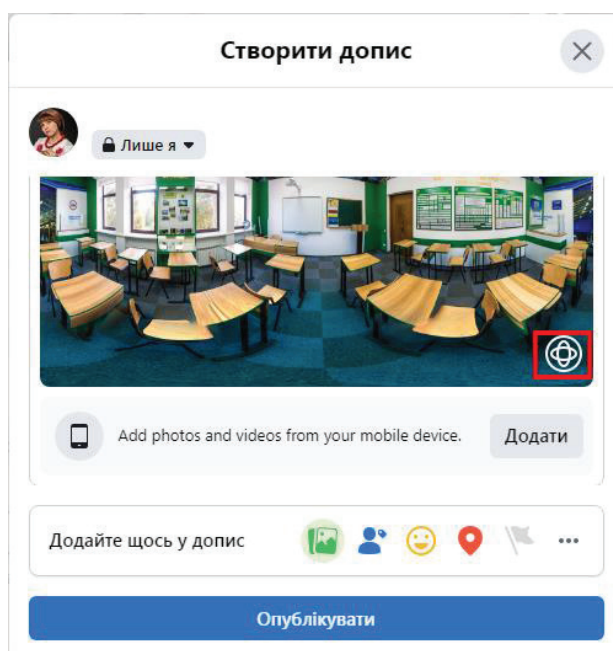 Створити допис
Лише я
Add photos and videos from your mobile device.
Додати
Додайте щось у допис
Опублікувати